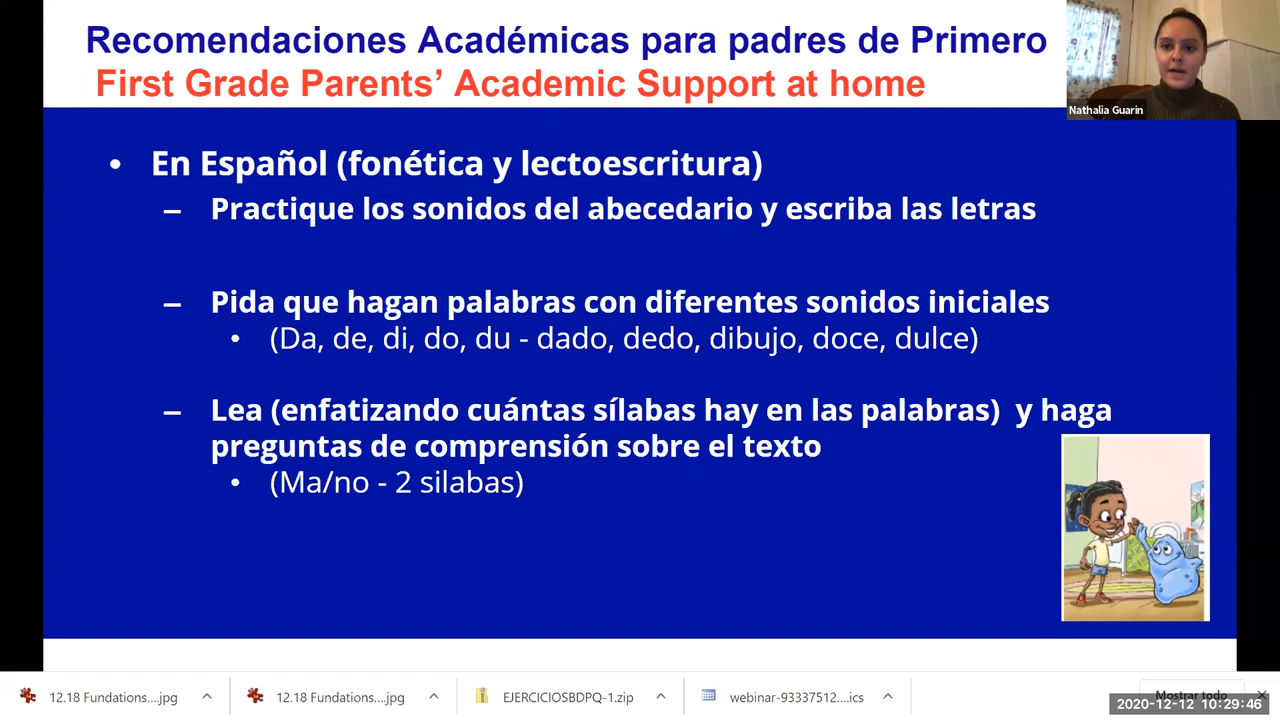 Recomendaciones Académicas para padres de Primero
First Grade Parents’ Academic Support at home
Nathalia Guarin
• En Español (fonética y lectoescritura)
– Practique los sonidos del abecedario y escriba las letras
– Pida que hagan palabras con diferentes sonidos iniciales
• (Da, de, di, do, du - dado, dedo, dibujo, doce, dulce)
– Lea (enfatizando cuántas sílabas hay en las palabras) y haga
preguntas de comprensión sobre el texto
• (Ma/no - 2 silabas)
12.18 Fundations....jpg
12.18 Fundations....jpg
EJERCICIOSBDPQ-1.zip
webinar-93337512....ics
Mostrar todo
2020-12-12 10:29:46